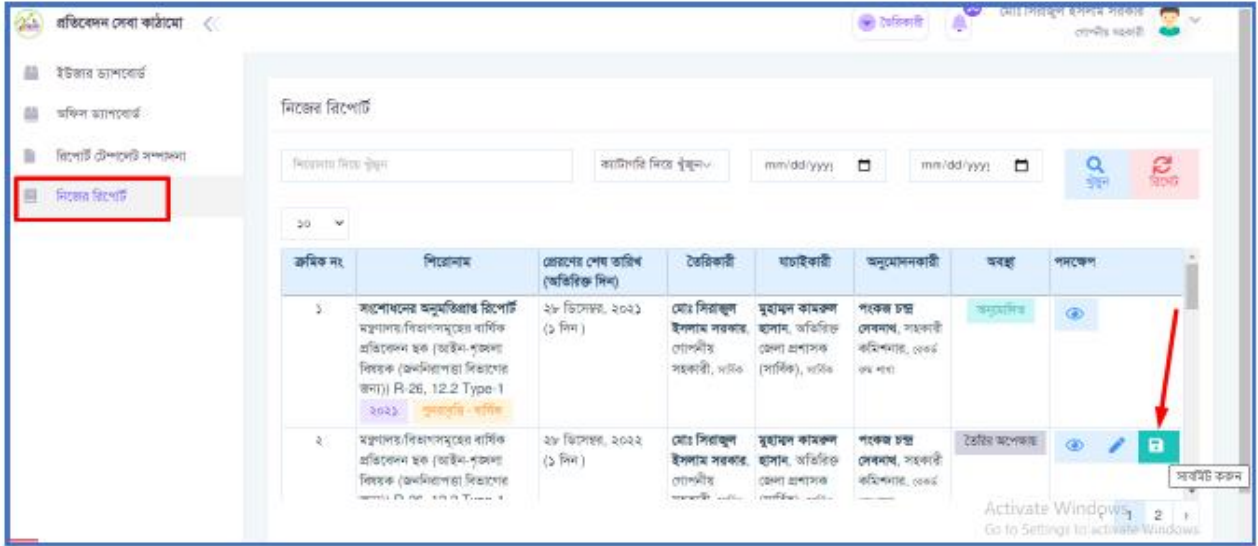 প্রতিবেদন সেবা কাঠামো
তৈরিকারী
মোঃ সিরাজুল ইসলাম সরকার
গোপনীয় সহকারী
ইউজার ড্যাশবোর্ড
অফিস ড্যাশবোর্ড
রিপোর্ট টেম্পলেট সম্পাদনা
নিজের রিপোর্ট
নিজের রিপোর্ট
শিরোনাম দিয়ে খুঁজুন
ক্যাটাগরি দিয়ে খুঁজুন
mm/dd/yyyy
mm/dd/yyyy
খুঁজুন
রিসেট
১০
ক্রমিক নং
শিরোনাম
প্রেরণের শেষ তারিখ
(অতিরিক্ত দিন)
তৈরিকারী
যাচাইকারী
অনুমোদনকারী
অবস্থা
পদক্ষেপ
১
সংশোধনের অনুমতিপ্রাপ্ত রিপোর্ট
মন্ত্রণালয়/বিভাগসমূহের বার্ষিক
প্রতিবেদন ছক (আইন-শৃঙ্খলা
বিষয়ক (জননিরাপত্তা বিভাগের
জন্য)) R-26, 12.2 Type-1
২০২১
পুনরাবৃত্তি - বার্ষিক
২৮ ডিসেম্বর, ২০২১
(১ দিন )
মোঃ সিরাজুল
ইসলাম সরকার,
গোপনীয়
সহকারী, সার্বিক
মুহাম্মদ কামরুল
হাসান, অতিরিক্ত
জেলা প্রশাসক
(সার্বিক), সার্বিক
পংকজ চন্দ্র
দেবনাথ, সহকারী
কমিশনার, রেকর্ড
রুম শাখা
অনুমোদিত
২
মন্ত্রণালয়/বিভাগসমূহের বার্ষিক
প্রতিবেদন ছক (আইন-শৃঙ্খলা
বিষয়ক (জননিরাপত্তা বিভাগের
২৮ ডিসেম্বর, ২০২২
(১ দিন )
মোঃ সিরাজুল
ইসলাম সরকার,
গোপনীয়
মুহাম্মদ কামরুল
হাসান, অতিরিক্ত
জেলা প্রশাসক
পংকজ চন্দ্র
দেবনাথ, সহকারী
কমিশনার, রেকর্ড
তৈরির অপেক্ষায়
সাবমিট করুন
1 2
Activate Windows
Go to Settings to activate Windows